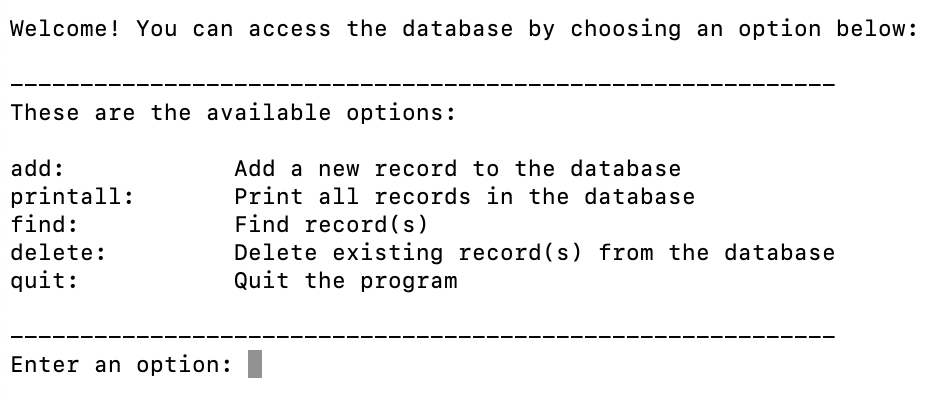 Welcome! You can access the database by choosing an option below:
___________________________________________________________
These are the available options:
add: Add a new record to the database
printall: Print all records in the database
find: Find record(s)
delete: Delete existing record(s) from the database
quit: Quit the program
___________________________________________________________
Enter an option: